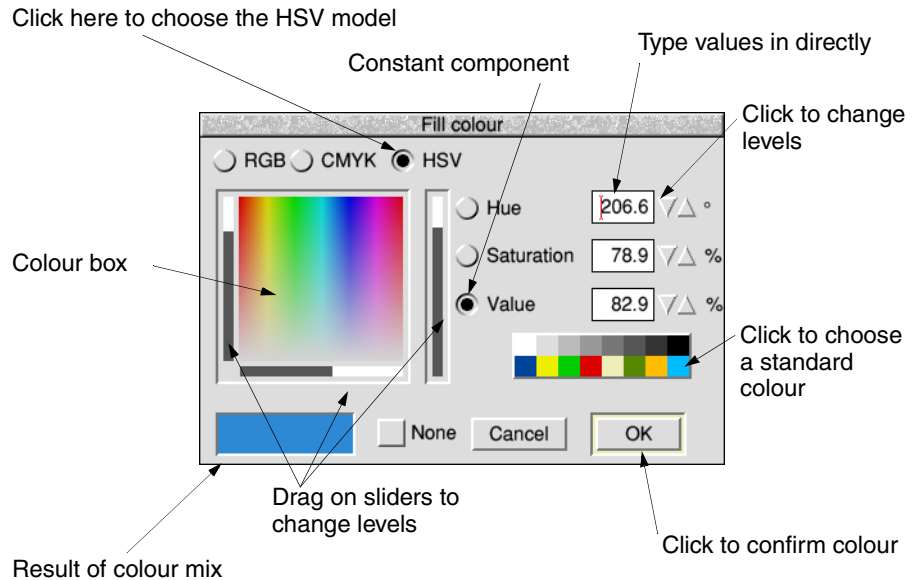 Click here to choose the HSV model
Type values in directly
Constant component
Click to change
levels
Fill colour
RGB CMYK HSV
Hue 206.6 °
Saturation 78.9 %
Colour box
Value 82.9 %
Click to choose
a standard
colour
None Cancel OK
Drag on sliders to
change levels
Click to confirm colour
Result of colour mix